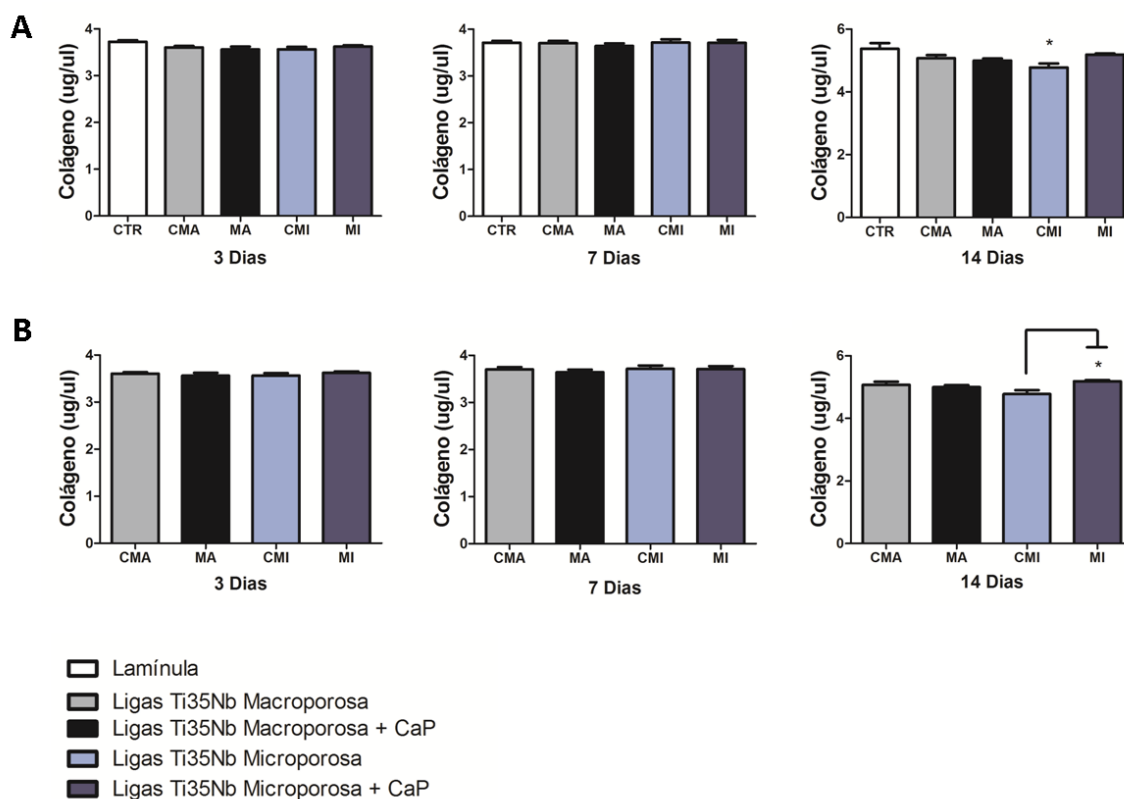 A
Colágeno (ug/ul)
4
3
2
1
0
CTR CMA MA CMI MI
3 Dias
Colágeno (ug/ul)
4
3
2
1
0
CTR CMA MA CMI MI
7 Dias
Colágeno (ug/ul)
6
4
2
0
*
CTR CMA MA CMI MI
14 Dias
B
Colágeno (ug/ul)
4
3
2
1
0
CMA MA CMI MI
3 Dias
Colágeno (ug/ul)
4
3
2
1
0
CMA MA CMI MI
7 Dias
Colágeno (ug/ul)
6
4
2
0
*
CMA MA CMI MI
14 Dias
Lamínula
Ligas Ti35Nb Macroporosa
Ligas Ti35Nb Macroporosa + CaP
Ligas Ti35Nb Microporosa
Ligas Ti35Nb Microporosa + CaP